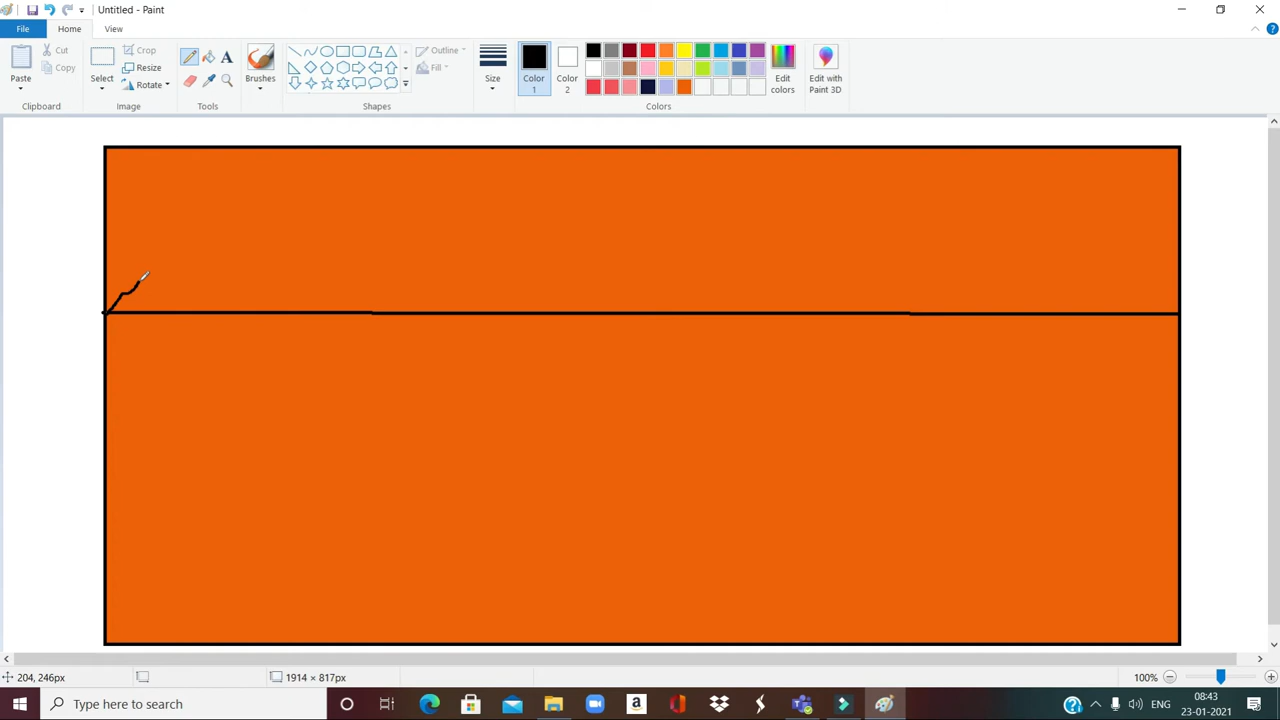 Untitled - Paint
File Home View
Paste
Cut
Copy
Clipboard
Select
Crop
Resize
Rotate
Image
Tools
Brushes
Shapes
Outline
Fill
Size
Color
1
Color
2
Colors
Edit
colors
Edit with
Paint 3D
204, 246px
1914 × 817px
100%
Type here to search
a
ENG
08:43
23-01-2021